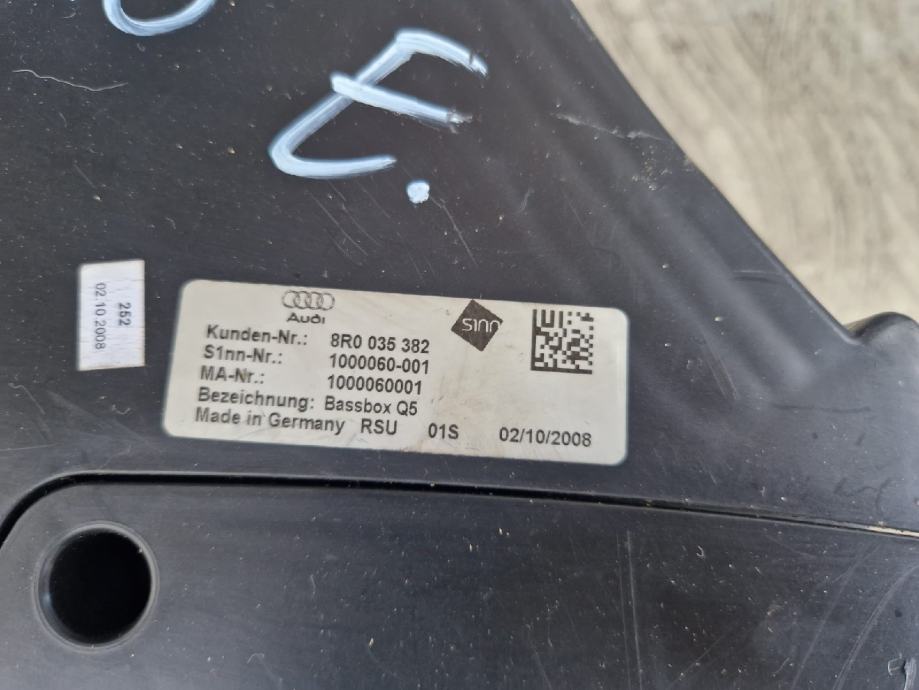 E.
252
02.10 2008
Audi
s1nn
Kunden-Nr.: 8R0 035 382
S1nn-Nr.: 1000060-001
MA-Nr.: 1000060001
Bezeichnung: Bassbox Q5
Made in Germany RSU 01S 02/10/2008